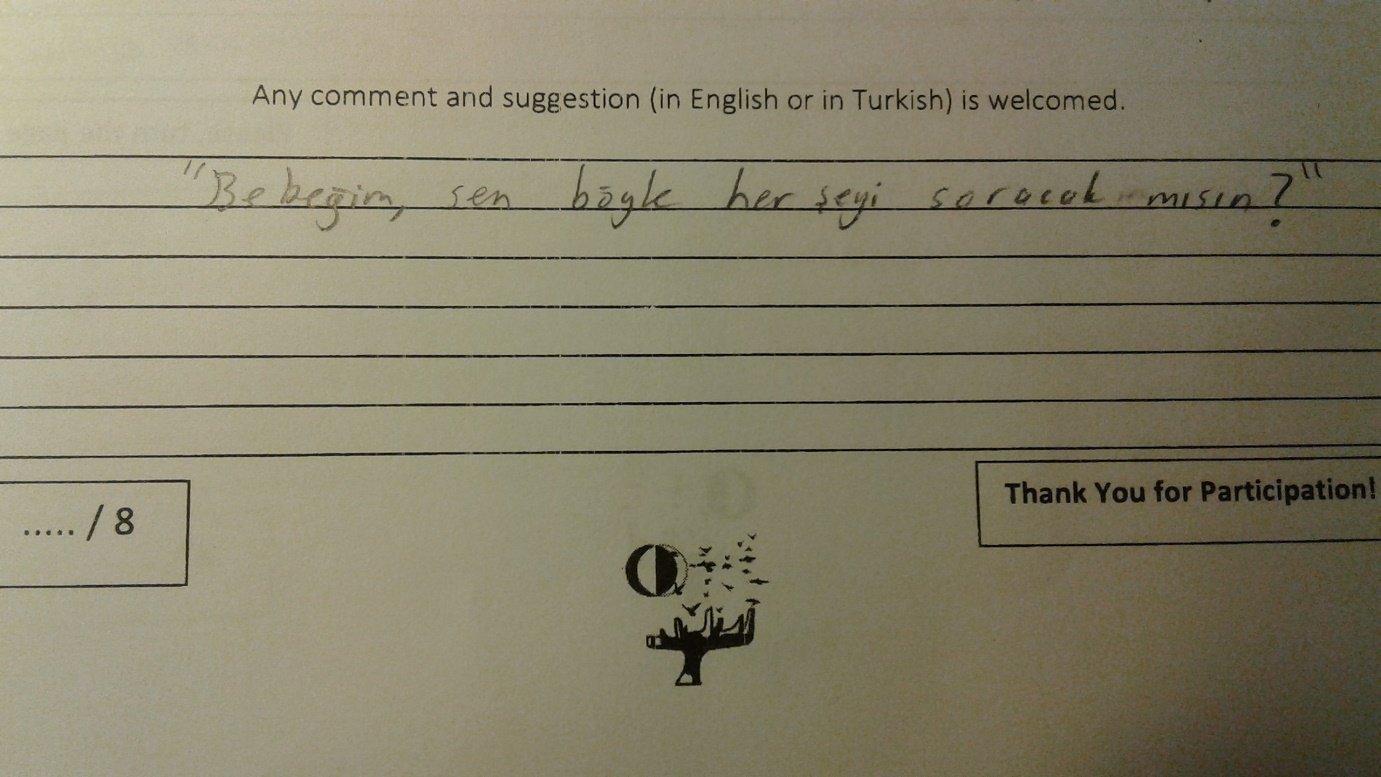 Any comment and suggestion (in English or in Turkish) is welcomed.
"Bebeğim, sen böyle her şeyi soracak mısın?"
..... / 8
Thank You for Participation!